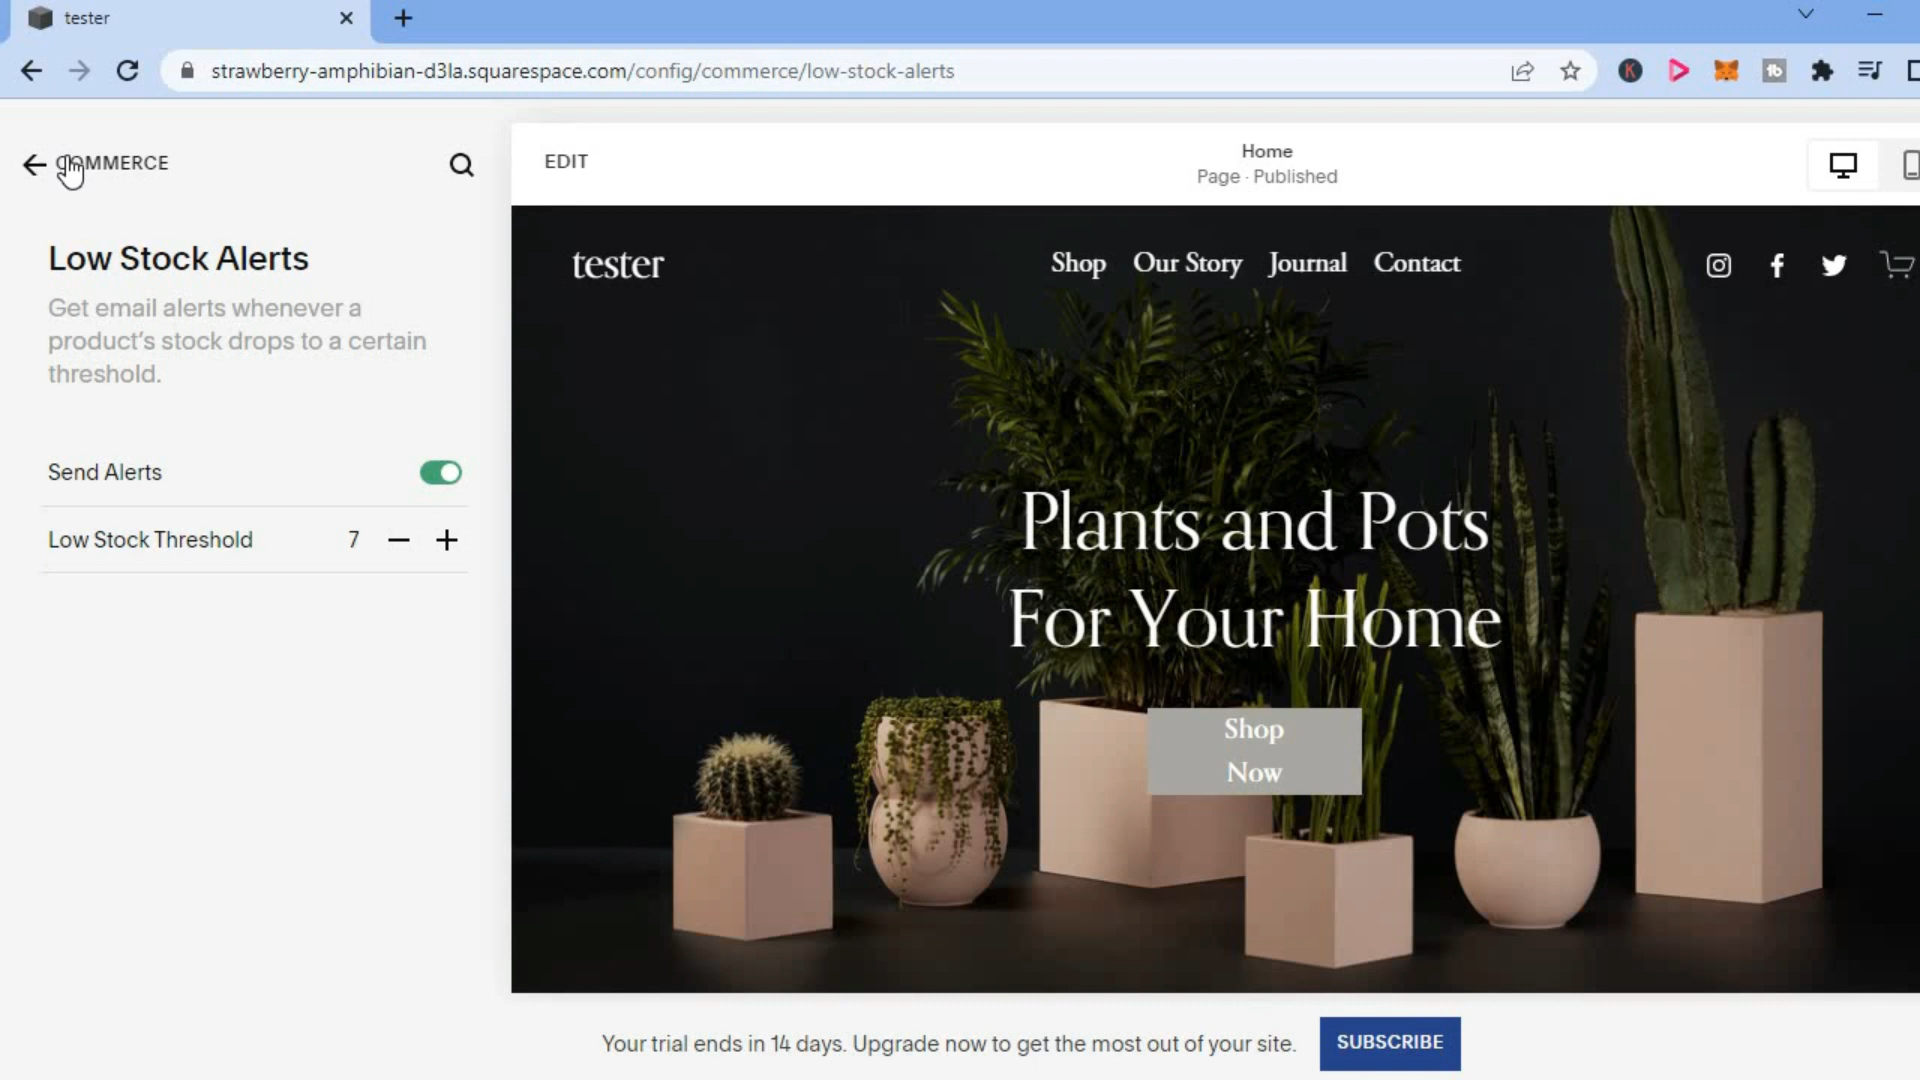 tester
strawberry-amphibian-d3la.squarespace.com/config/commerce/low-stock-alerts
K
tb
COMMERCE
EDIT
Home
Page · Published
Low Stock Alerts
Get email alerts whenever a
product's stock drops to a certain
threshold.
Send Alerts
Low Stock Threshold 7
tester
Shop Our Story Journal Contact
Plants and Pots
For Your Home
Shop
Now
Your trial ends in 14 days. Upgrade now to get the most out of your site.
SUBSCRIBE